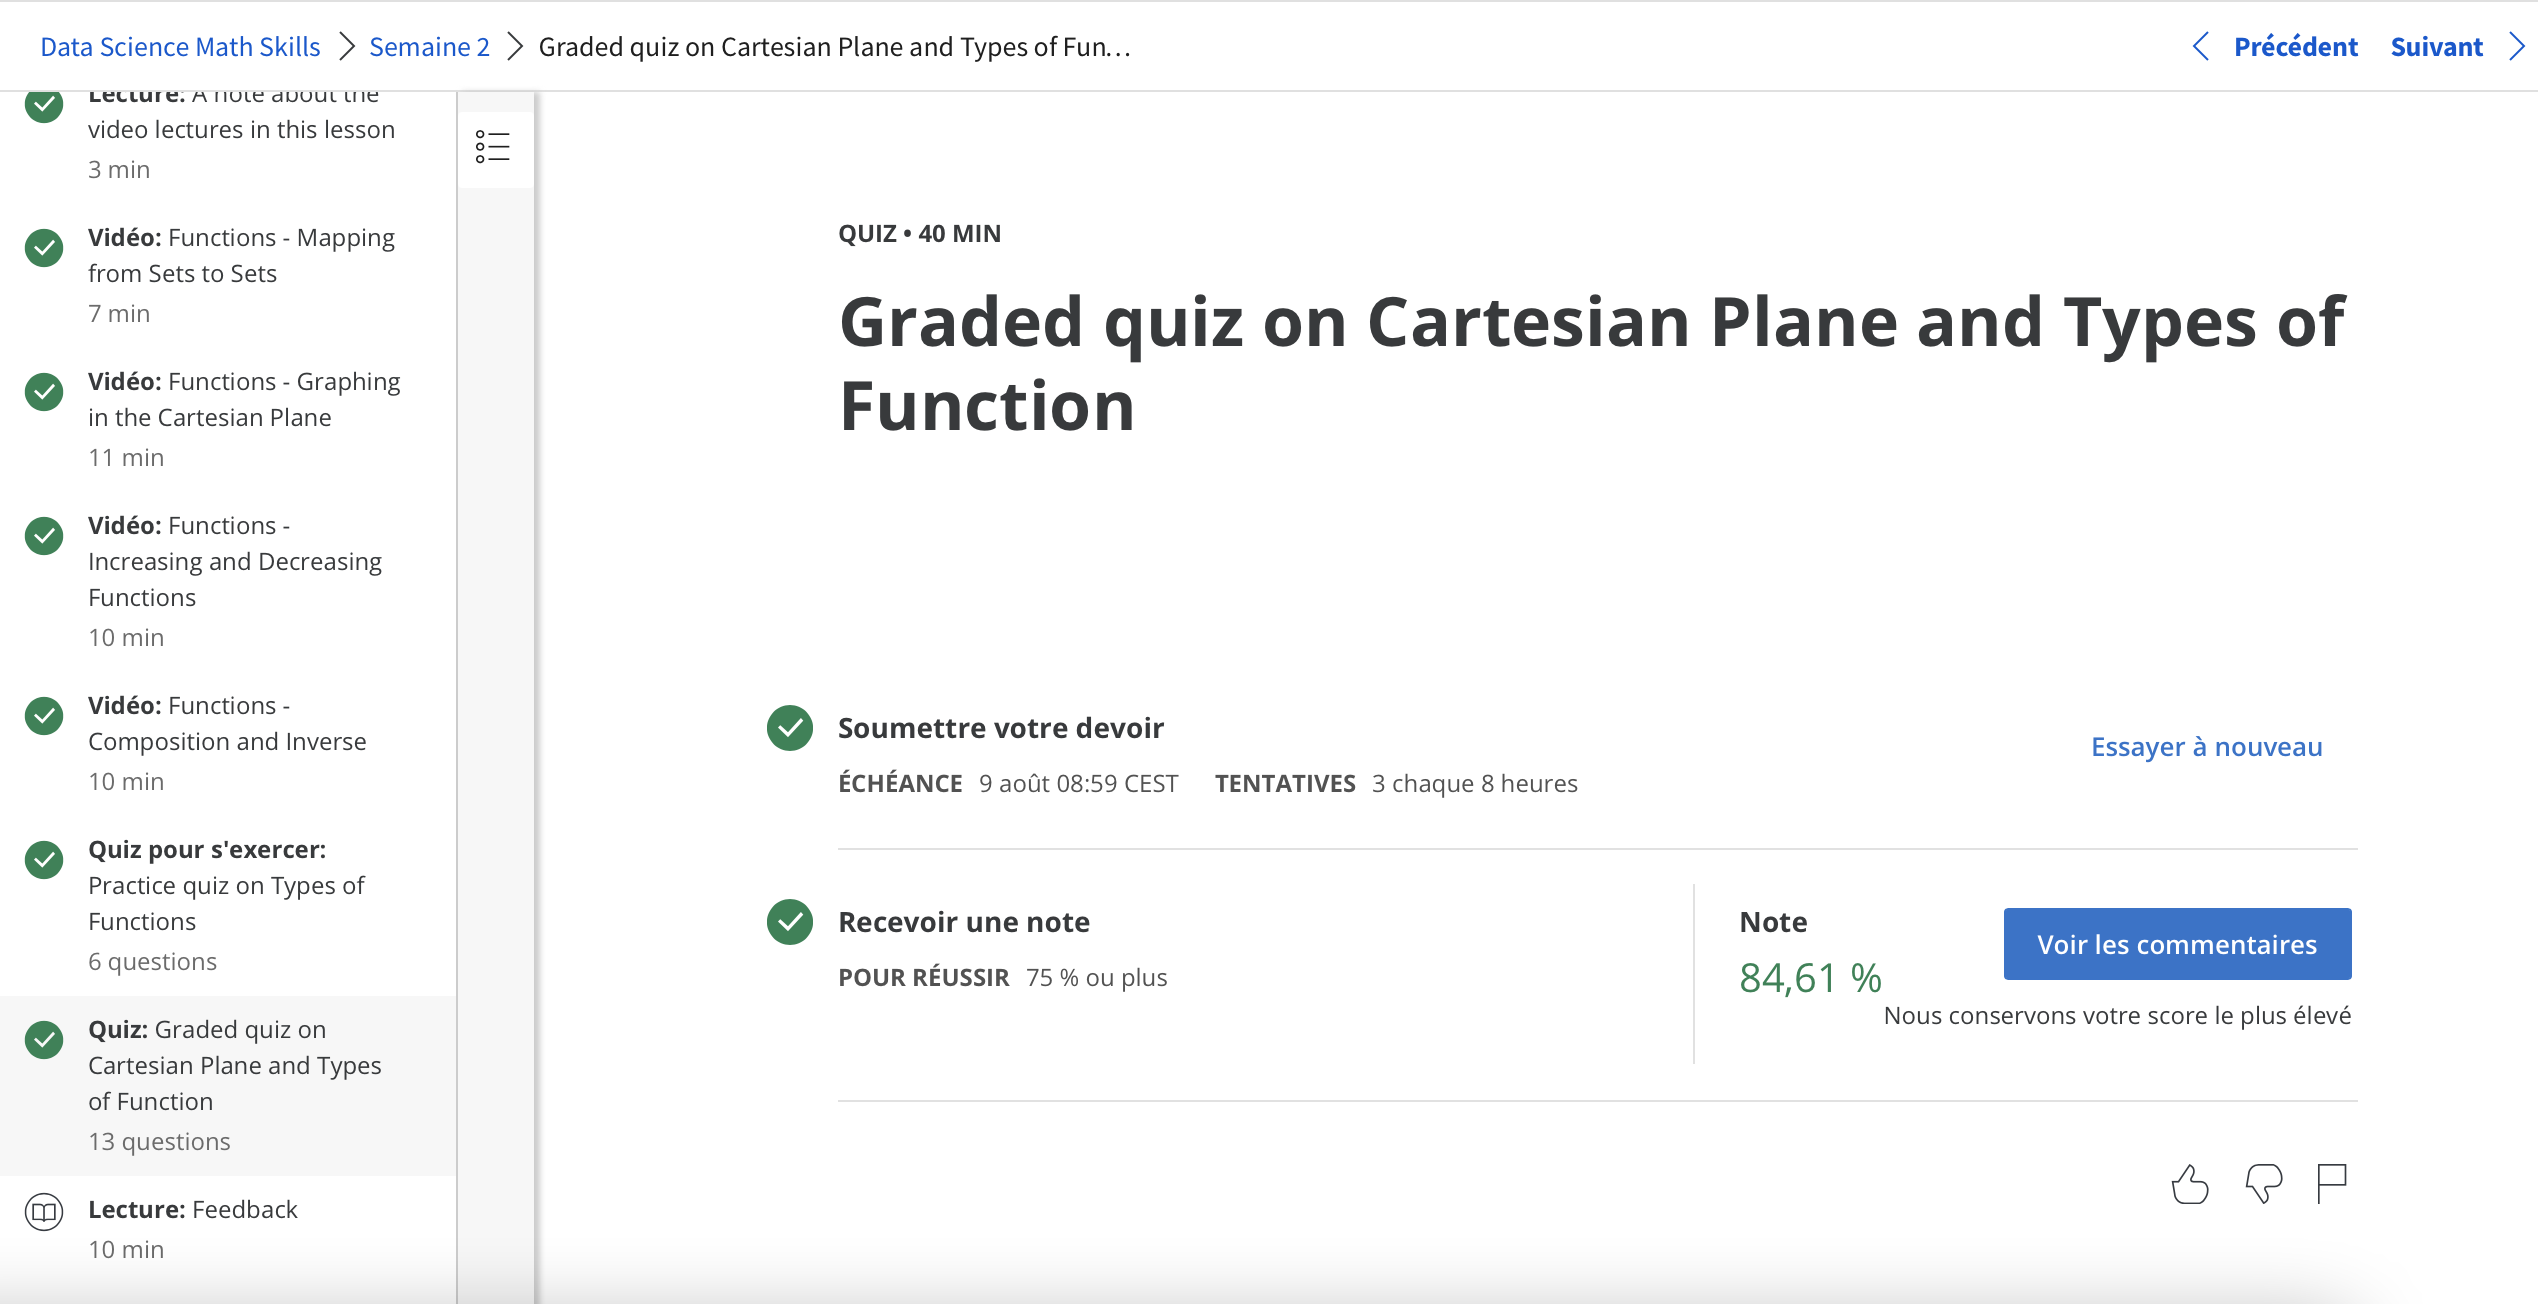 Data Science Math Skills > Semaine 2 > Graded quiz on Cartesian Plane and Types of Fun...
Précédent Suivant
Lecture: A note about the
video lectures in this lesson
3 min
Vidéo: Functions - Mapping
from Sets to Sets
7 min
Vidéo: Functions - Graphing
in the Cartesian Plane
11 min
Vidéo: Functions -
Increasing and Decreasing
Functions
10 min
Vidéo: Functions -
Composition and Inverse
10 min
Quiz pour s'exercer:
Practice quiz on Types of
Functions
6 questions
Quiz: Graded quiz on
Cartesian Plane and Types
of Function
13 questions
Lecture: Feedback
10 min
QUIZ • 40 MIN
Graded quiz on Cartesian Plane and Types of
Function
Soumettre votre devoir
ÉCHÉANCE 9 août 08:59 CEST TENTATIVES 3 chaque 8 heures
Essayer à nouveau
Recevoir une note
POUR RÉUSSIR 75 % ou plus
Note
84,61 %
Voir les commentaires
Nous conservons votre score le plus élevé